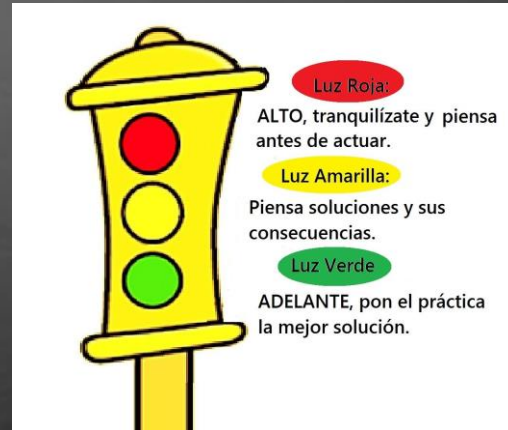 Luz Roja:
ALTO, tranquilízate y piensa
antes de actuar.
Luz Amarilla:
Piensa soluciones y sus
consecuencias.
Luz Verde
ADELANTE, pon el práctica
la mejor solución.